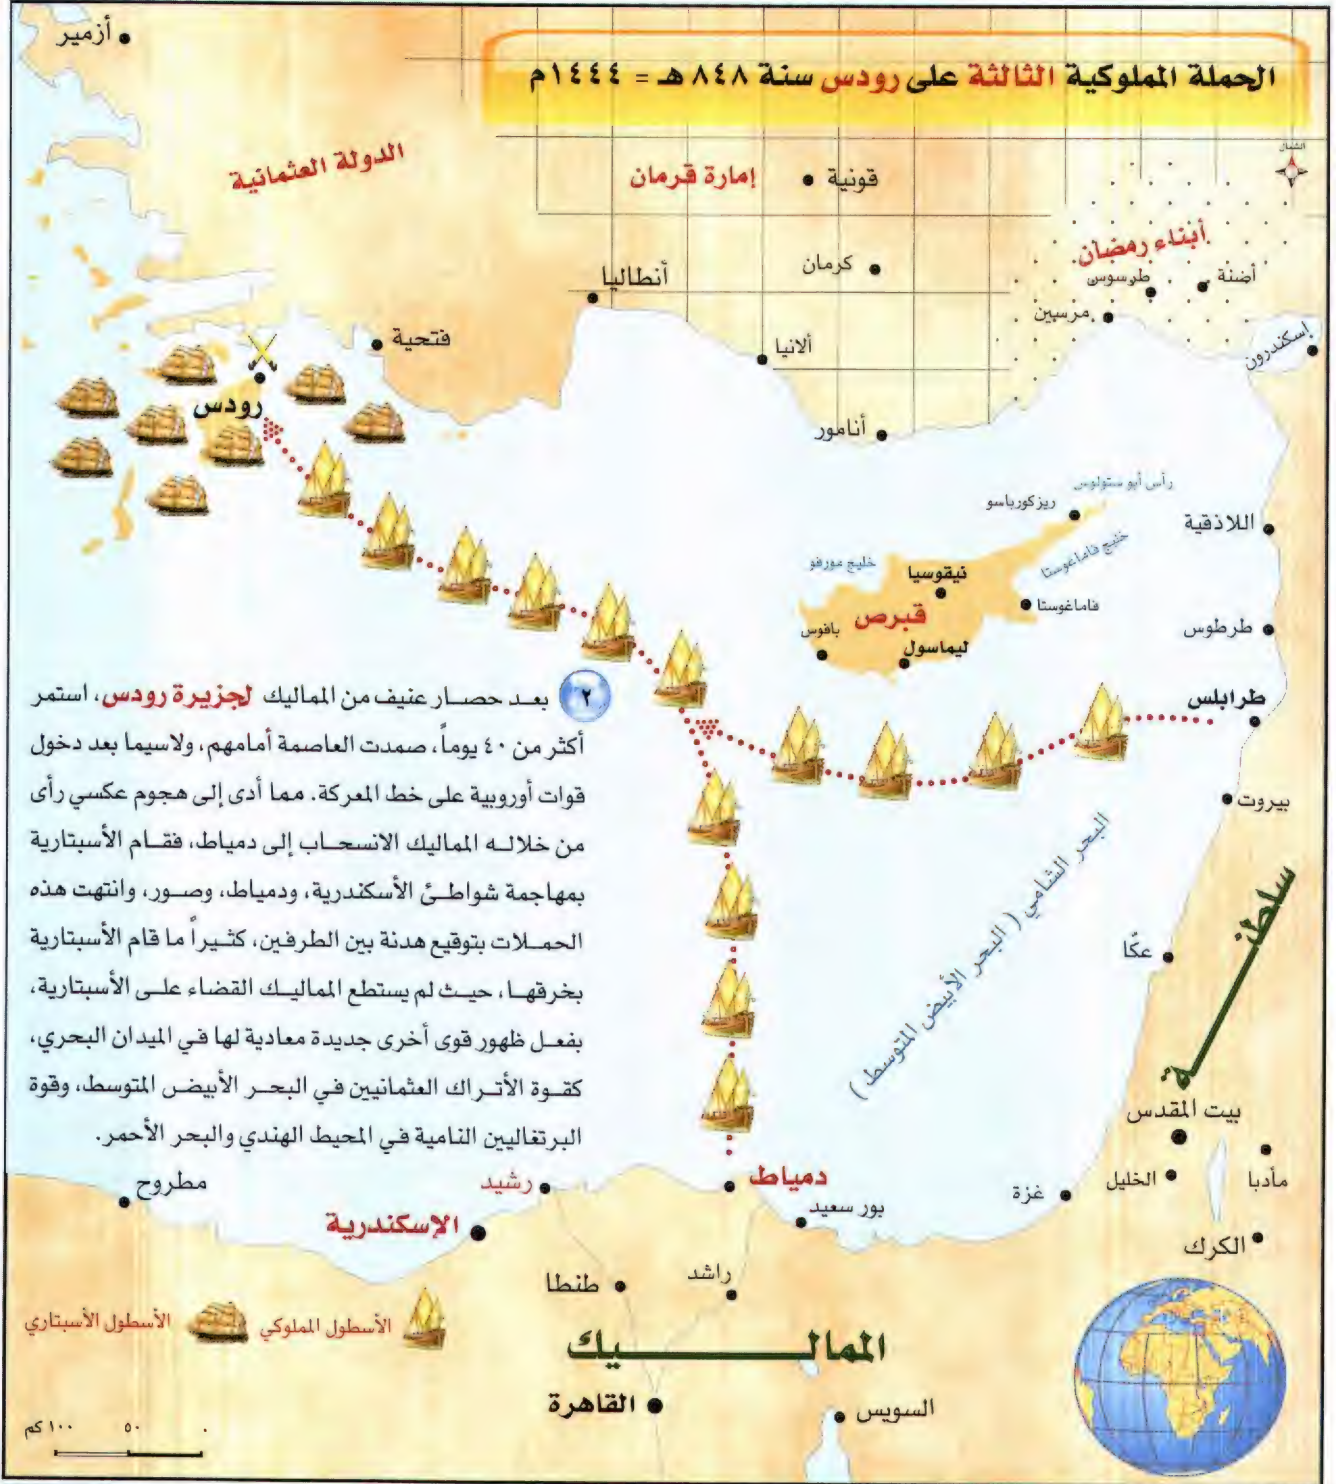 الحملة المملوكية الثالثة على رودس سنة ٨٤٨ هـ = ١٤٤٤م
أزمير
الشمال
الدولة العثمانية
إمارة قرمان
قونية
أبناء رمضان
كرمان
طرسوس
أضنة
أنطاليا
مرسين
فتحية
ألانيا
إسكندرون
رودس
أنامور
رأس أبو ستولوس
ريزكورباسو
اللاذقية
خليج فاماغوستا
خليج مورفو
نيقوسيا
فاماغوستا
قبرص
بافوس
ليماسول
طرطوس
طرابلس
بيروت
٢ بعد حصار عنيف من المماليك لجزيرة رودس، استمر
أكثر من ٤٠ يوماً، صمدت العاصمة أمامهم، ولاسيما بعد دخول
قوات أوروبية على خط المعركة. مما أدى إلى هجوم عكسي رأى
من خلاله المماليك الانسحاب إلى دمياط، فقام الأسبتارية
بمهاجمة شواطئ الأسكندرية، ودمياط، وصور، وانتهت هذه
الحملات بتوقيع هدنة بين الطرفين، كثيراً ما قام الأسبتارية
بخرقها، حيث لم يستطع المماليك القضاء على الأسبتارية،
بفعل ظهور قوى أخرى جديدة معادية لها في الميدان البحري،
كقوة الأتراك العثمانيين في البحر الأبيض المتوسط، وقوة
البرتغاليين النامية في المحيط الهندي والبحر الأحمر.
البحر الشامي ( البحر الأبيض المتوسط )
عكّا
سلطنة
بيت المقدس
الخليل
مأدبا
غزة
الكرك
دمياط
بور سعيد
رشيد
مطروح
الإسكندرية
طنطا
راشد
المماليك
القاهرة
السويس
الأسطول المملوكي
الأسطول الأسبتاري
٠ ٥٠ ١٠٠ كم